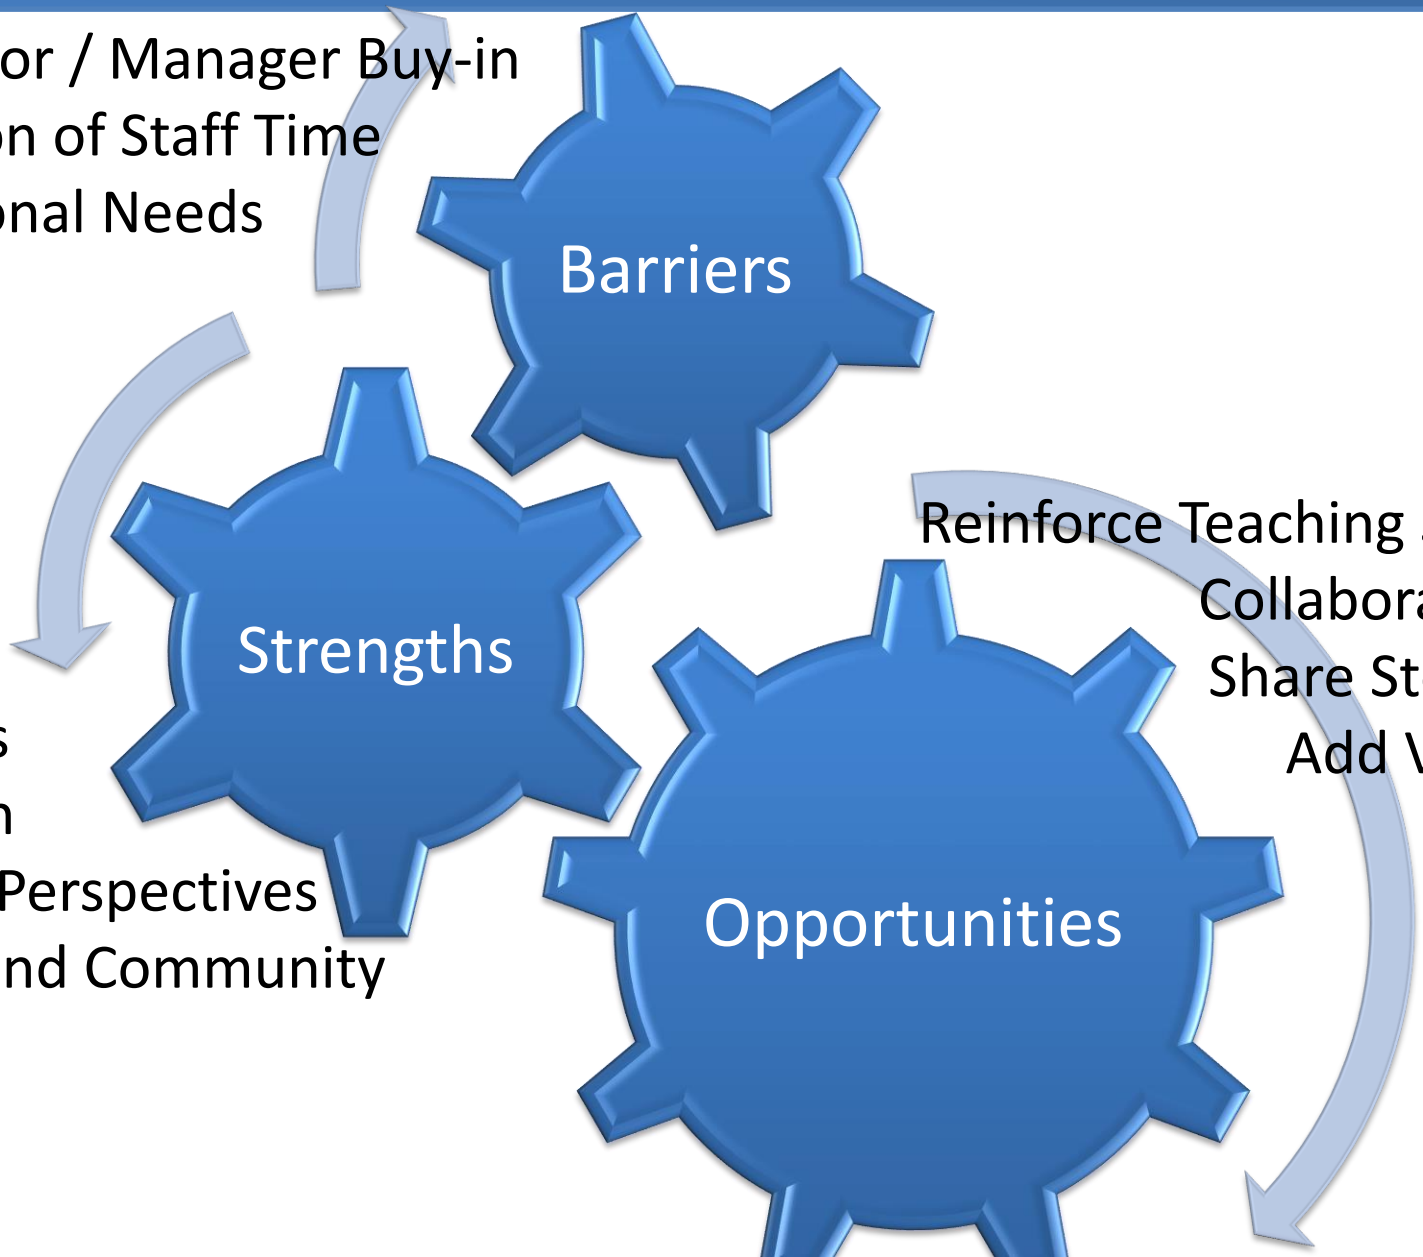 or / Manager Buy-in
on of Staff Time
onal Needs
Barriers
Reinforce Teaching
Collabora
Share St
Strengths
Add V
s
n
Perspectives
Opportunities
nd Community